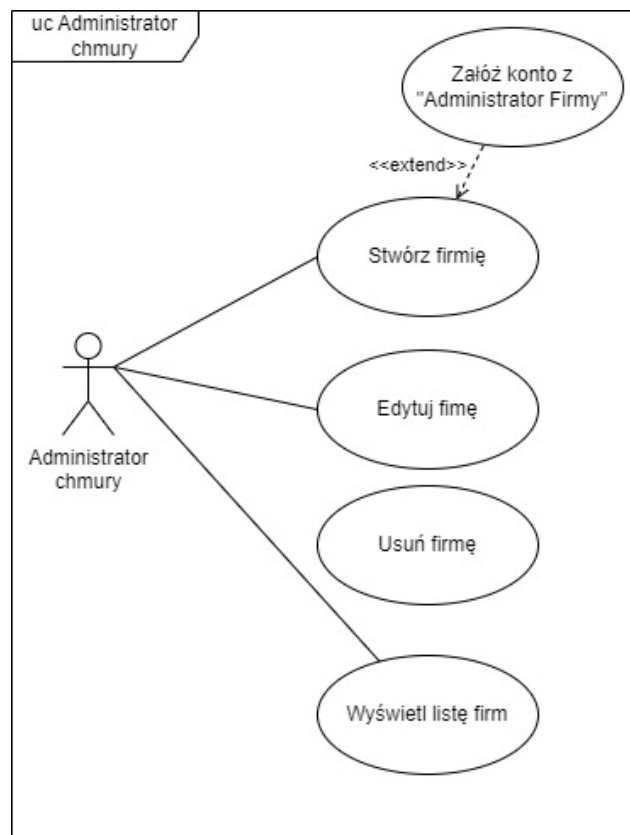 uc Administrator
chmury
Załóż konto z
"Administrator Firmy"
<<extend>>
Stwórz firmię
Edytuj fimę
Administrator
chmury
Usuń firmę
Wyświetl listę firm